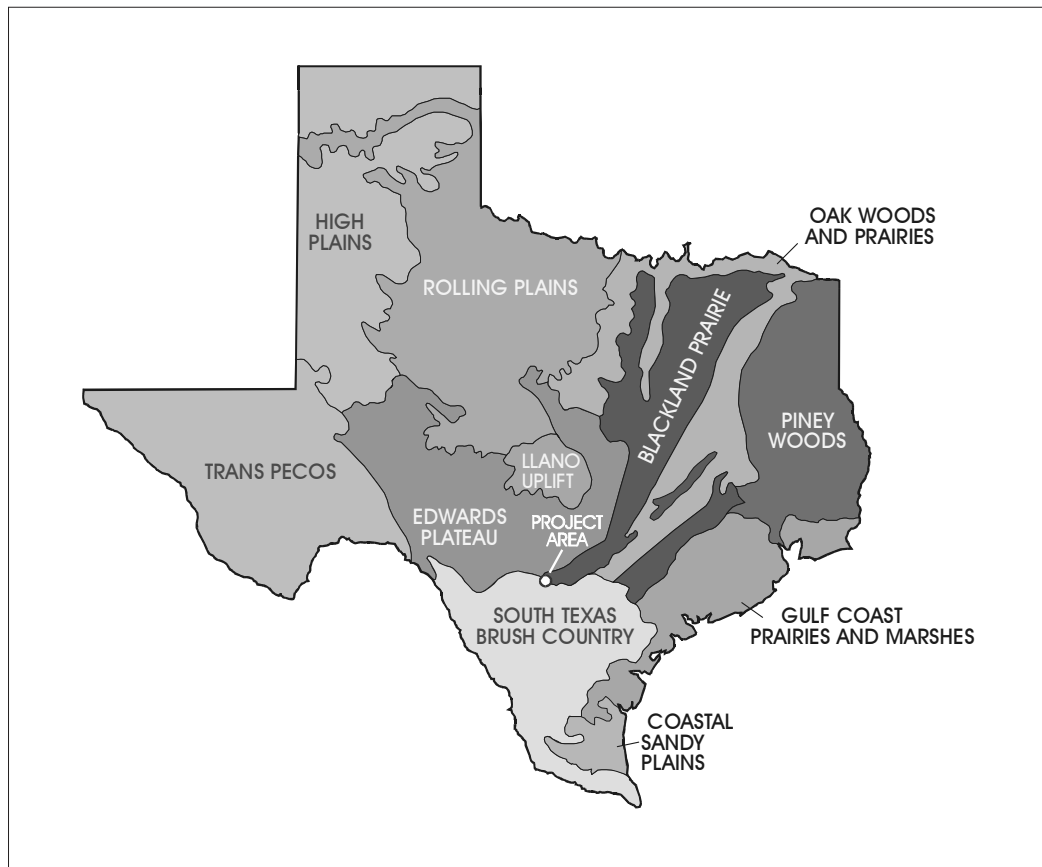 OAK WOODS
AND PRAIRIES
HIGH
PLAINS
ROLLING PLAINS
BLACKLAND PRAIRIE
PINEY
WOODS
TRANS PECOS
LLANO
UPLIFT
EDWARDS
PLATEAU
PROJECT
AREA
SOUTH TEXAS
BRUSH COUNTRY
GULF COAST
PRAIRIES AND MARSHES
COASTAL
SANDY
PLAINS